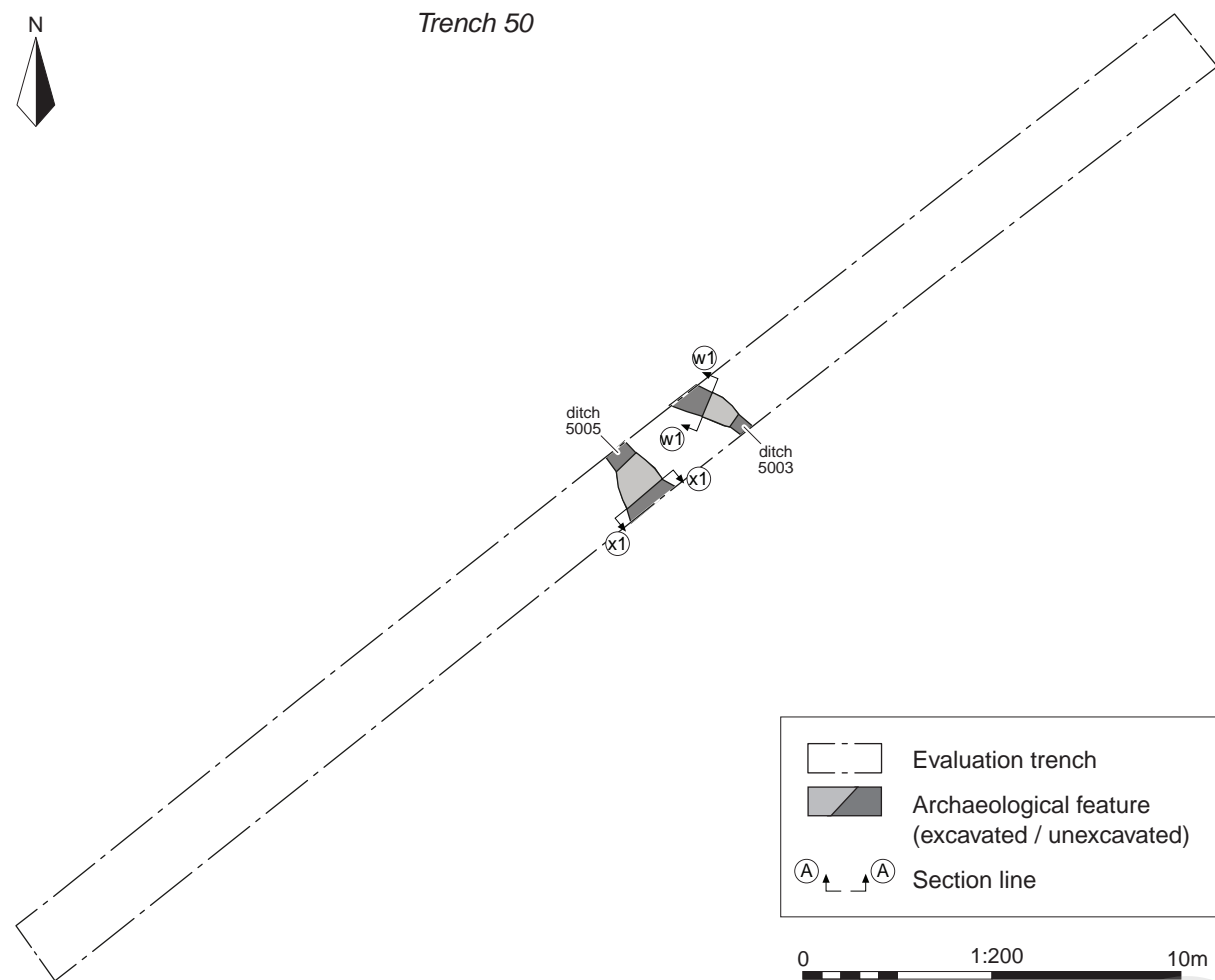 N
Trench 50
w1
w1
ditch
5005
ditch
5003
x1
x1
Evaluation trench
Archaeological feature
(excavated / unexcavated)
A A
Section line
0 1:200 10m